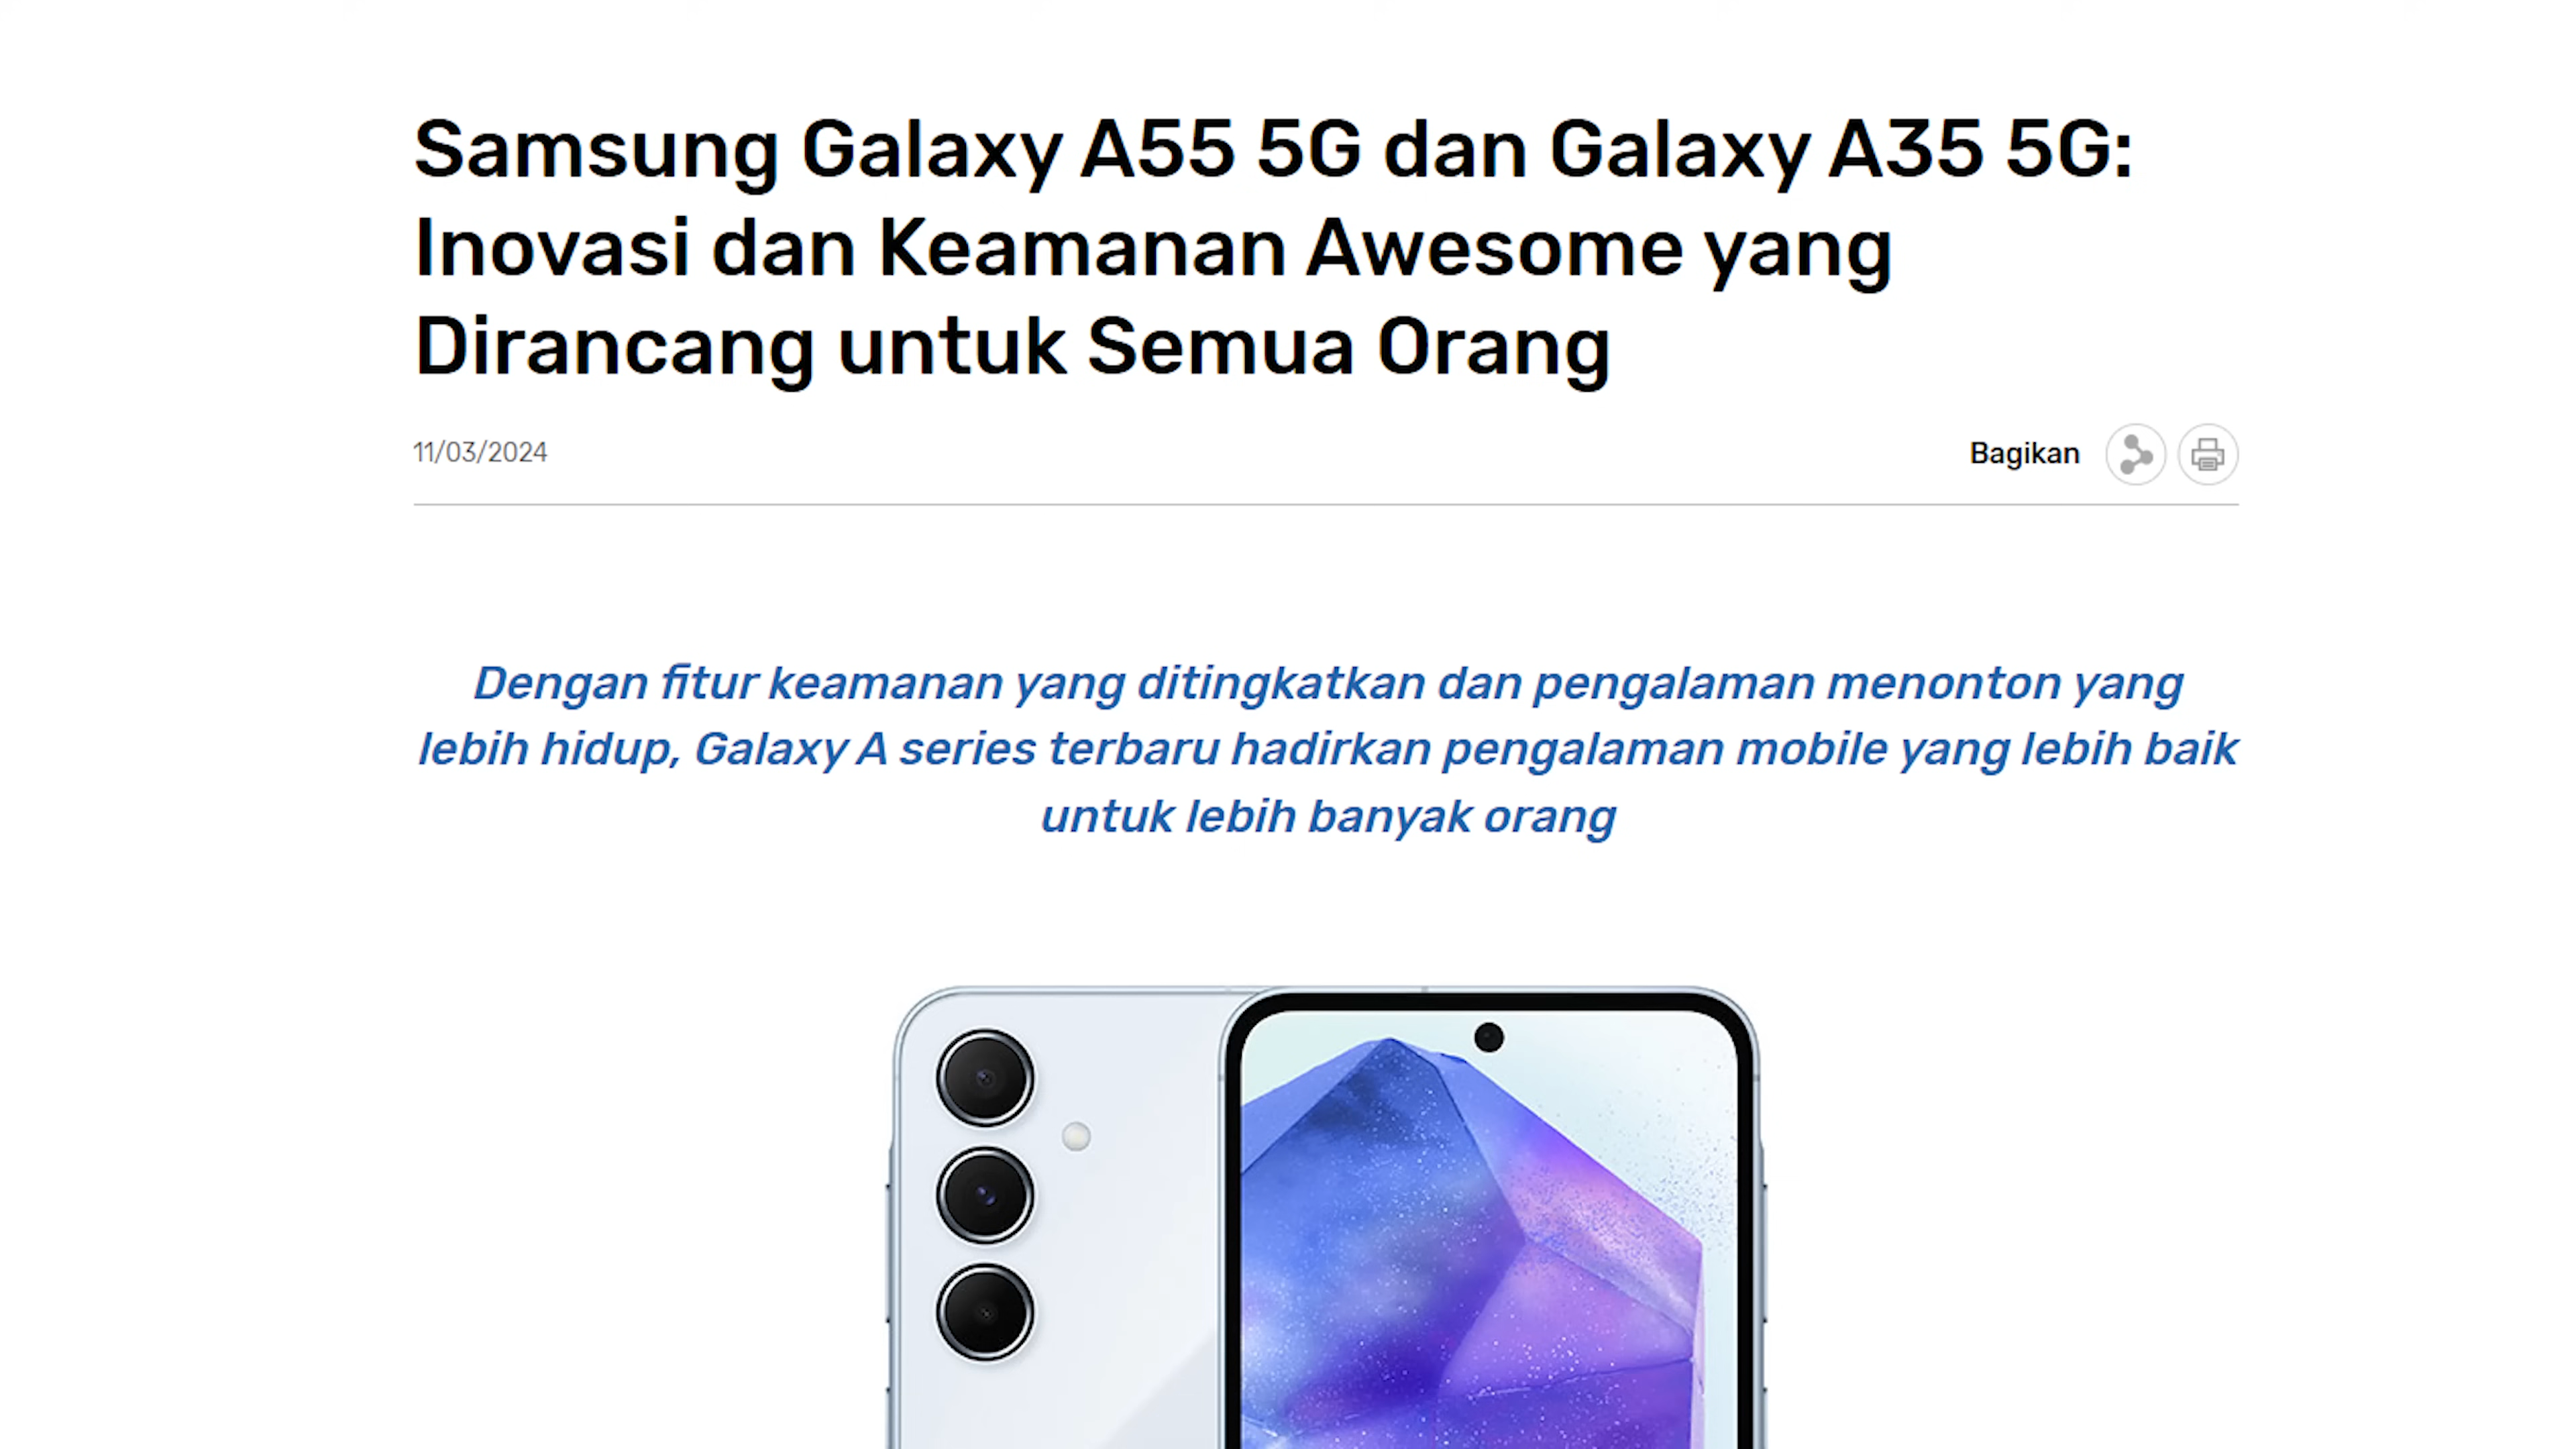 Samsung Galaxy A55 5G dan Galaxy A35 5G:
Inovasi dan Keamanan Awesome yang
Dirancang untuk Semua Orang
11/03/2024
Bagikan
Dengan fitur keamanan yang ditingkatkan dan pengalaman menonton yang
lebih hidup, Galaxy A series terbaru hadirkan pengalaman mobile yang lebih baik
untuk lebih banyak orang